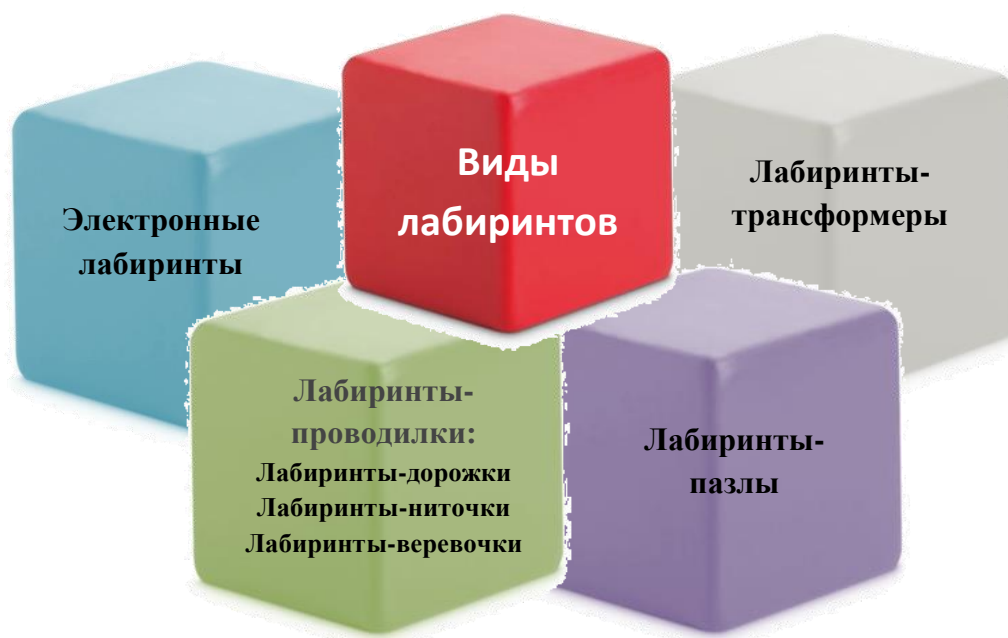 Виды
лабиринтов
Электронные
лабиринты
Лабиринты-
трансформеры
Лабиринты-
проводилки:
Лабиринты-дорожки
Лабиринты-ниточки
Лабиринты-веревочки
Лабиринты-
пазлы